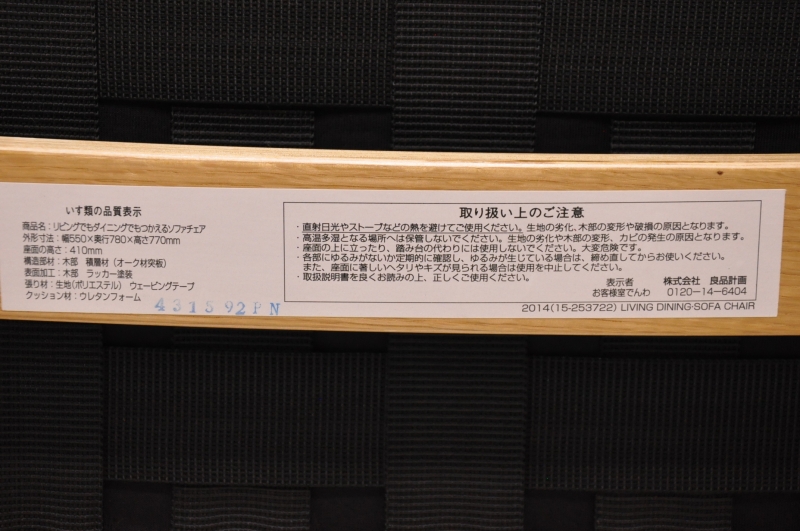 いす類の品質表示
商品名：リビングでもダイニングでもつかえるソファチェア
外形寸法：幅550×奥行780×高さ770mm
座面の高さ：410mm
構造部材：木部 積層材（オーク材突板）
表面加工：木部 ラッカー塗装
張り材：生地（ポリエステル） ウェービングテープ
クッション材：ウレタンフォーム
431S92PN
取り扱い上のご注意
・直射日光やストーブなどの熱を避けてご使用ください。生地の劣化、木部の変形や破損の原因となります。
・高温多湿となる場所へは保管しないでください。生地の劣化や木部の変形、カビの発生の原因となります。
・座面の上に立ったり、踏み台の代わりには使用しないでください。大変危険です。
・各部にゆるみがないか定期的に確認し、ゆるみが生じている場合は、締め直してからお使いください。
また、座面に著しいヘタリやキズが見られる場合は使用を中止してください。
・取扱説明書を良くお読みの上、正しくご使用ください。
表示者 株式会社 良品計画
お客様室でんわ 0120-14-6404
2014(15-253722) LIVING DINING-SOFA CHAIR